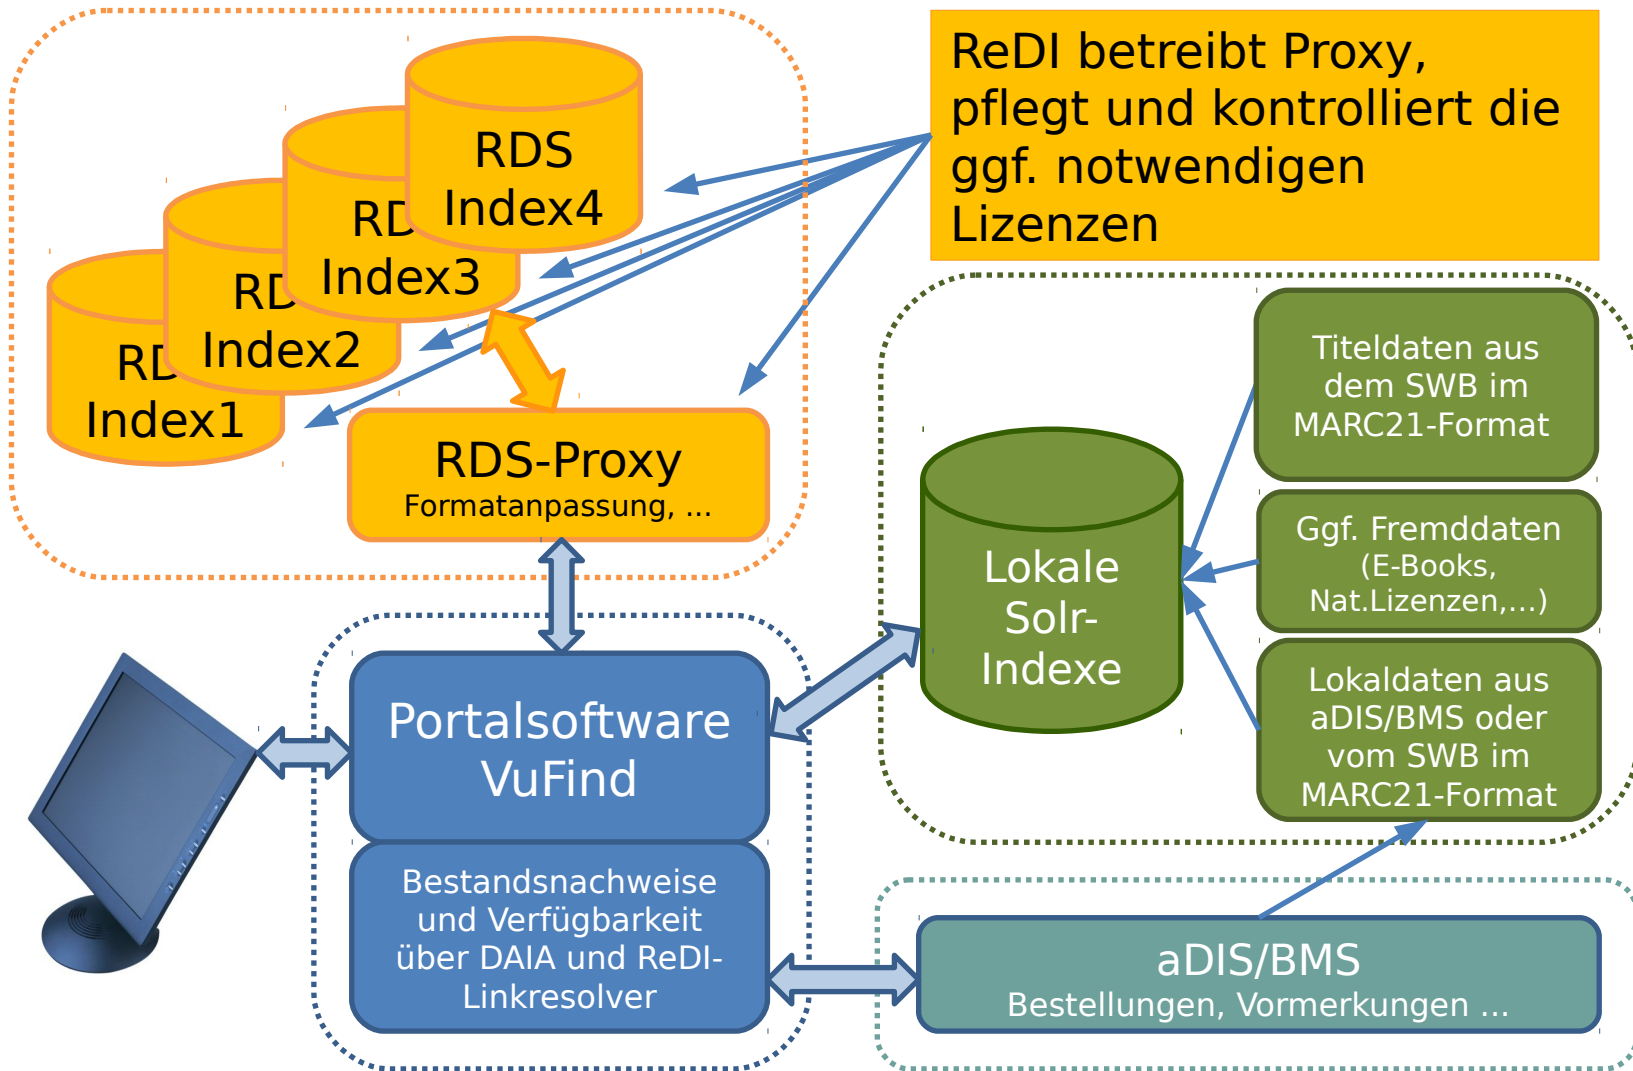 RDS
Index4
RD
Index3
RD
Index2
RD
Index1
RDS-Proxy
Formatanpassung, ...
ReDI betreibt Proxy,
pflegt und kontrolliert die
ggf. notwendigen
Lizenzen
Titeldaten aus
dem SWB im
MARC21-Format
Ggf. Fremddaten
(E-Books,
Nat.Lizenzen,...)
Lokaldaten aus
aDIS/BMS oder
vom SWB im
MARC21-Format
Lokale
Solr-
Indexe
Portalsoftware
VuFind
Bestandsnachweise
und Verfügbarkeit
über DAIA und ReDI-
Linkresolver
aDIS/BMS
Bestellungen, Vormerkungen ...